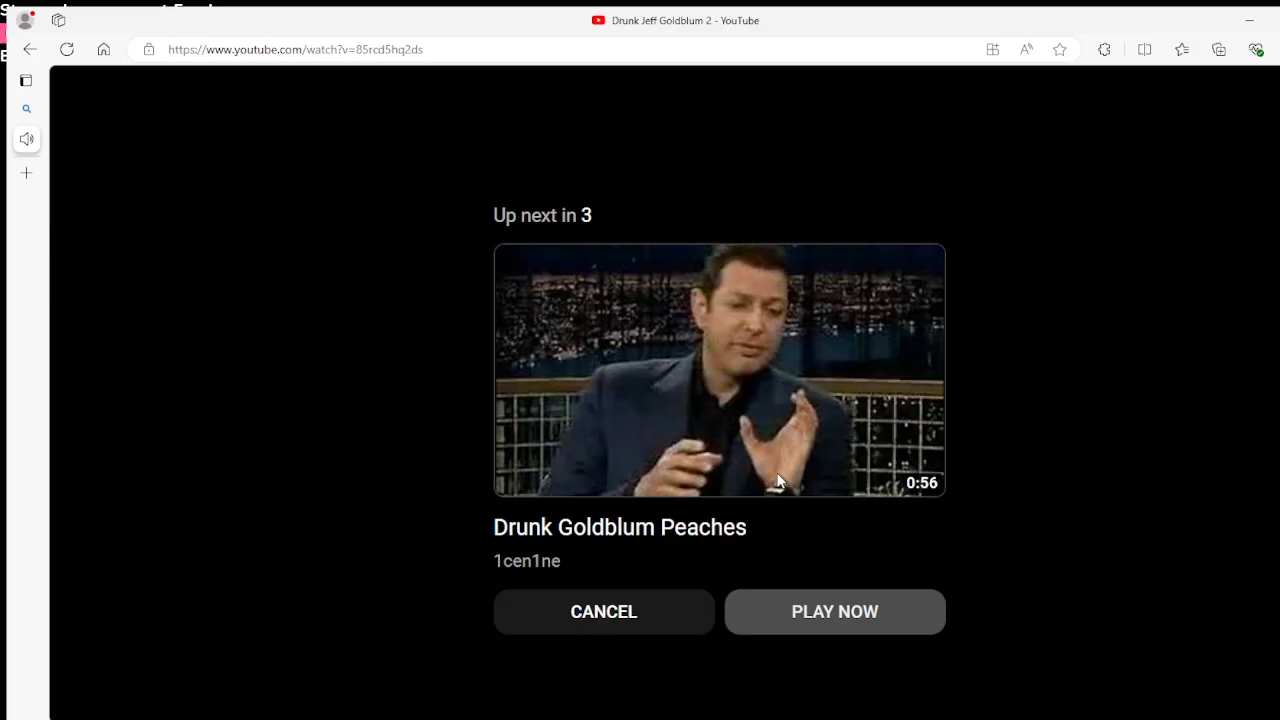 Drunk Jeff Goldblum 2 - YouTube
https://www.youtube.com/watch?v=85rcd5hq2ds
Up next in 3
0:56
Drunk Goldblum Peaches
1cen1ne
CANCEL
PLAY NOW